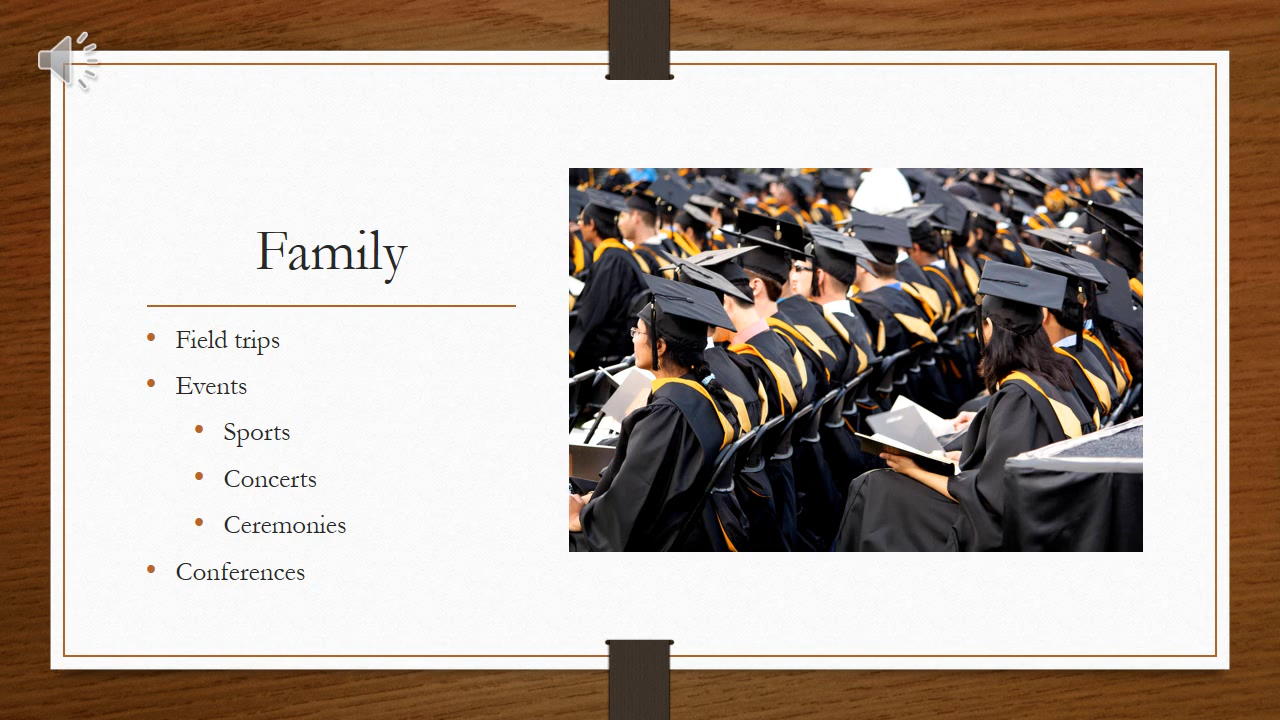 Family
Field trips
Events
Sports
Concerts
Ceremonies
Conferences